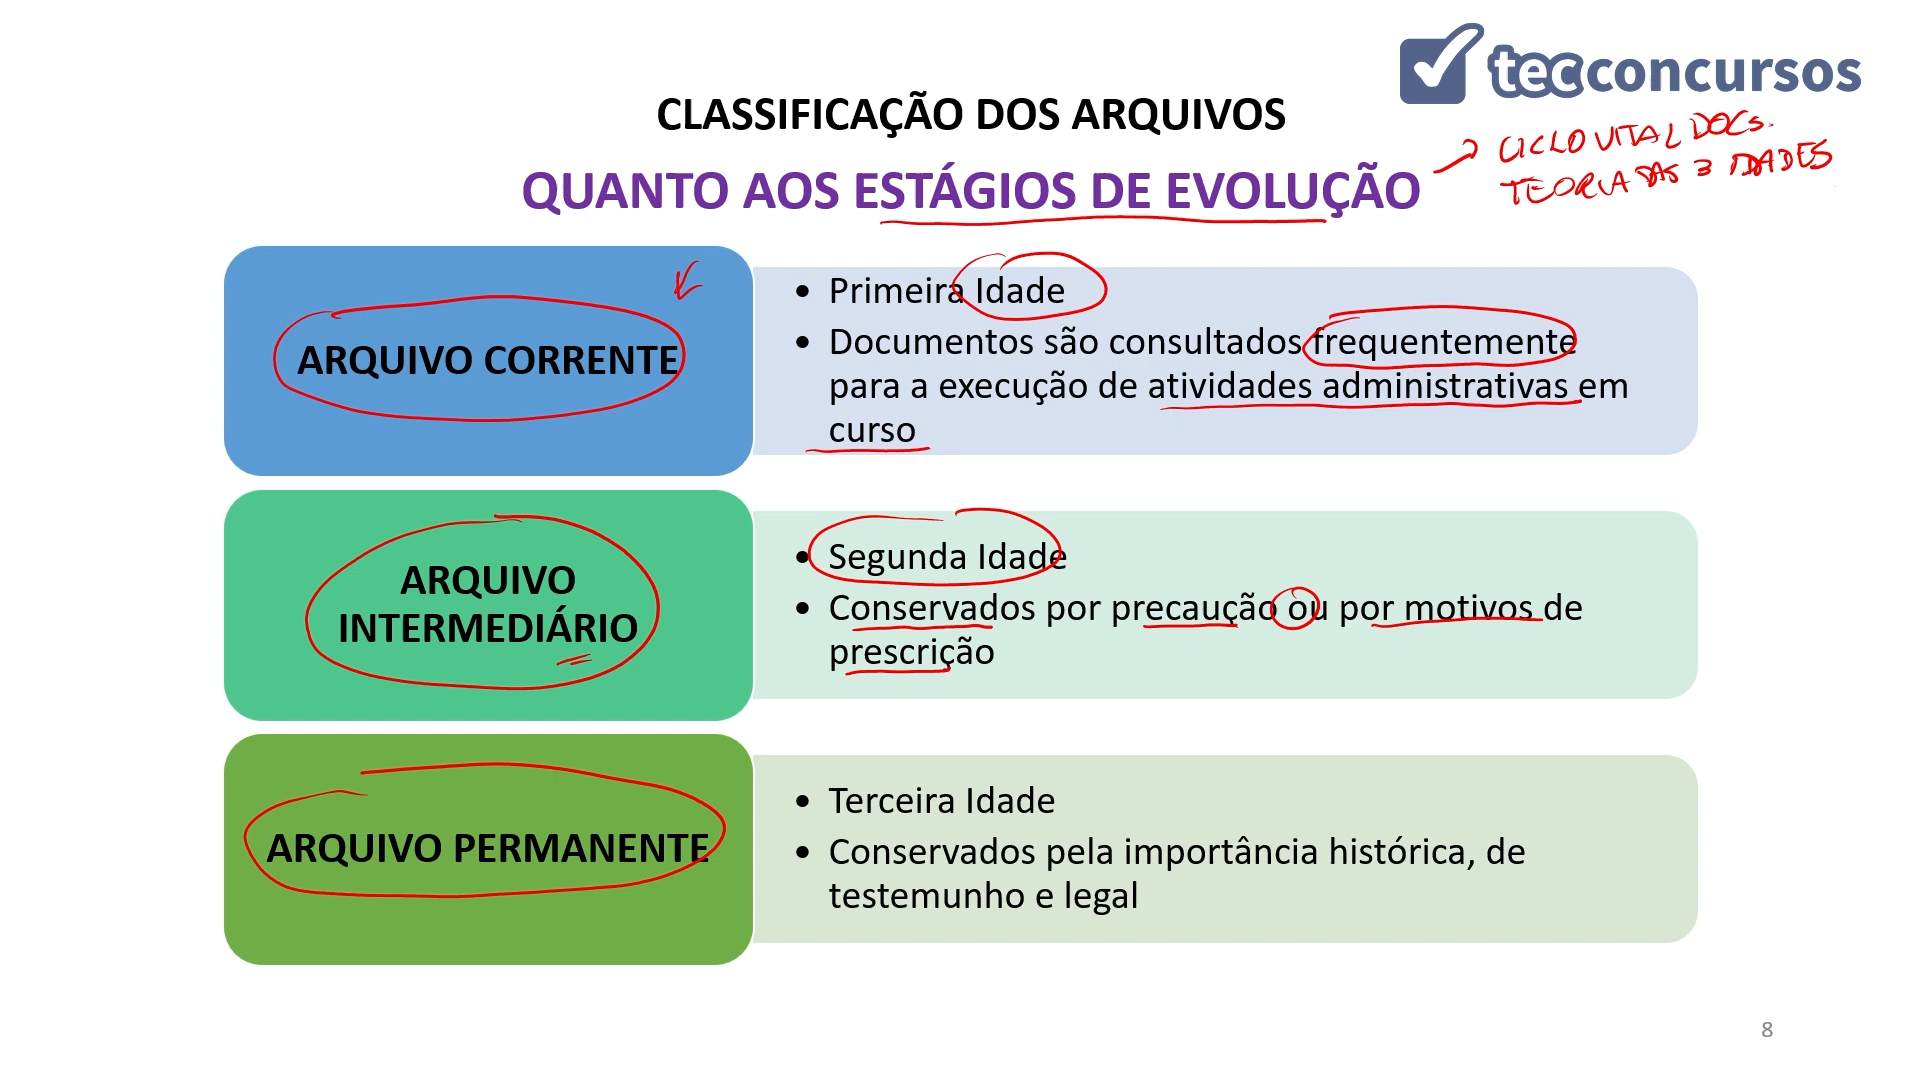 tecconcursos
CLASSIFICAÇÃO DOS ARQUIVOS
CICLO VITAL DOCS.
QUANTO AOS ESTÁGIOS DE EVOLUÇÃO
TEORIA DAS 3 IDADES
ARQUIVO CORRENTE
• Primeira Idade
• Documentos são consultados frequentemente
para a execução de atividades administrativas em
curso
ARQUIVO
INTERMEDIÁRIO
• Segunda Idade
• Conservados por precaução ou por motivos de
prescrição
ARQUIVO PERMANENTE
• Terceira Idade
• Conservados pela importância histórica, de
testemunho e legal
8